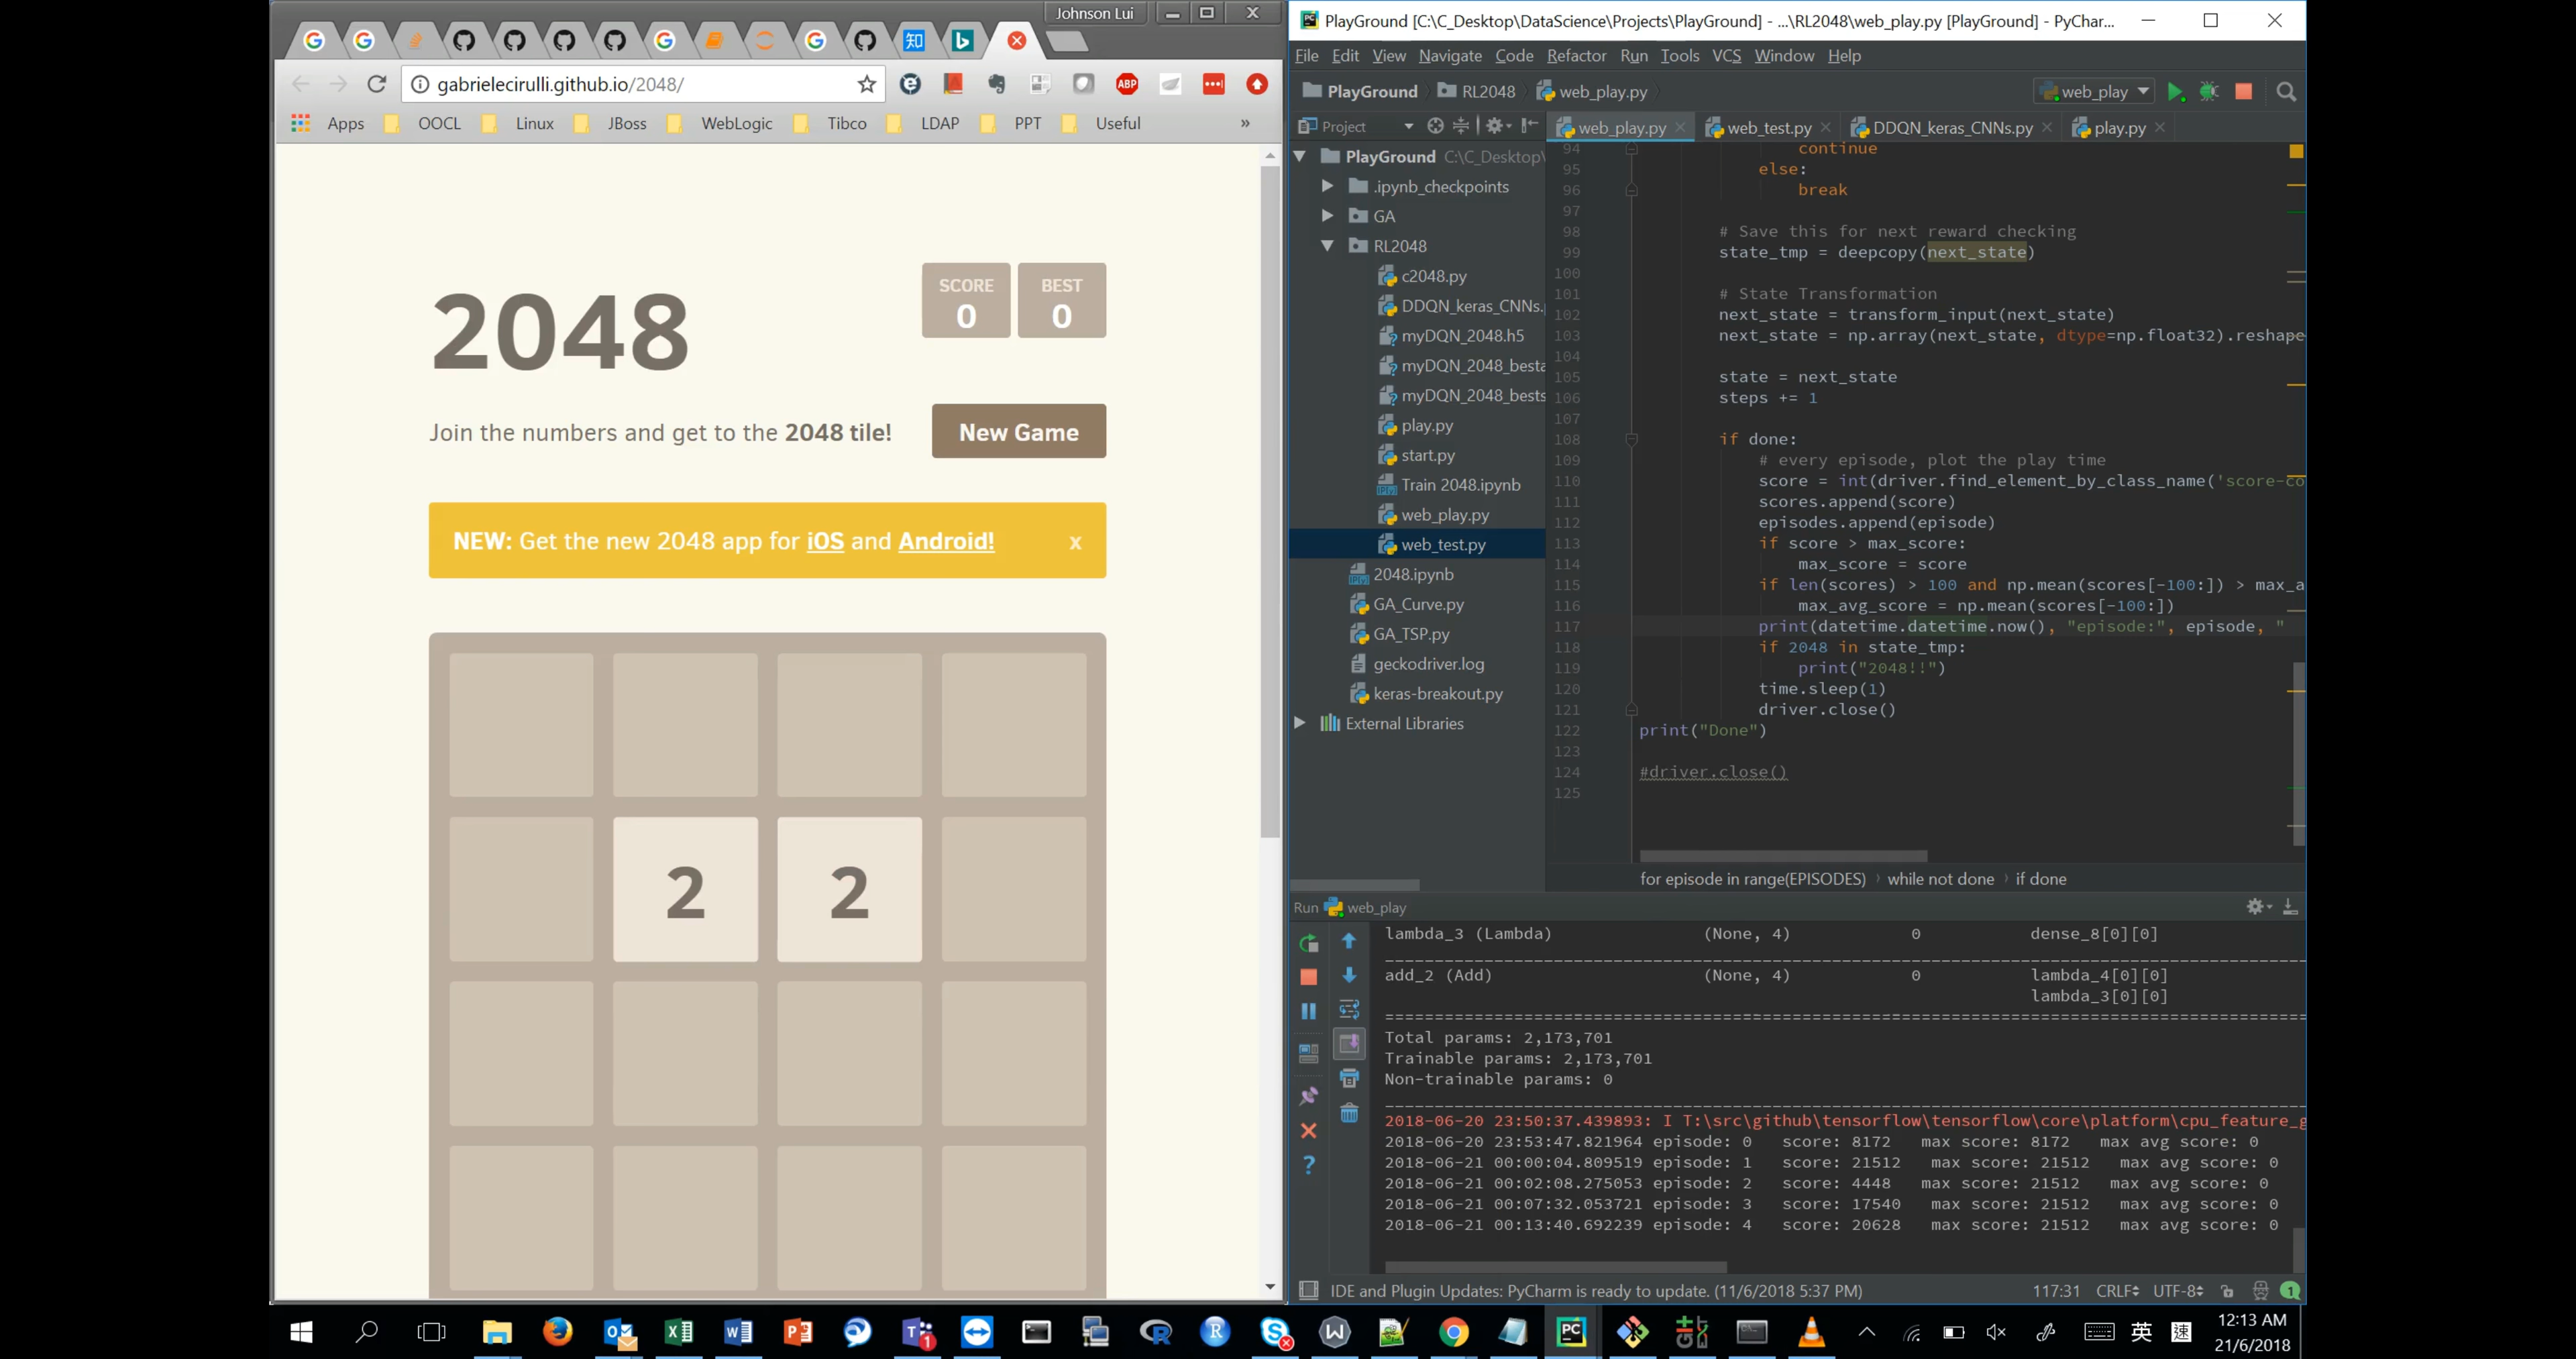 Johnson Lui
gabrielecirulli.github.io/2048/
ABP
Apps OOCL Linux JBoss WebLogic Tibco LDAP PPT Useful »
2048
SCORE
0
BEST
0
Join the numbers and get to the 2048 tile!
New Game
NEW: Get the new 2048 app for iOS and Android! x
2 2
PlayGround [C:\C_Desktop\DataScience\Projects\PlayGround] - ...\RL2048\web_play.py [PlayGround] - PyChar...
File Edit View Navigate Code Refactor Run Tools VCS Window Help
PlayGround RL2048 web_play.py
web_play
Project
web_play.py web_test.py DDQN_keras_CNNs.py play.py
PlayGround C:\C_Desktop\
.ipynb_checkpoints
GA
RL2048
c2048.py
DDQN_keras_CNNs.
myDQN_2048.h5
myDQN_2048_besta
myDQN_2048_bests
play.py
start.py
Train 2048.ipynb
web_play.py
web_test.py
2048.ipynb
GA_Curve.py
GA_TSP.py
geckodriver.log
keras-breakout.py
External Libraries
94 continue
95 else:
96 break
97
98 # Save this for next reward checking
99 state_tmp = deepcopy(next_state)
100
101 # State Transformation
102 next_state = transform_input(next_state)
103 next_state = np.array(next_state, dtype=np.float32).reshape
104
105 state = next_state
106 steps += 1
107
108 if done:
109 # every episode, plot the play time
110 score = int(driver.find_element_by_class_name('score-co
111 scores.append(score)
112 episodes.append(episode)
113 if score > max_score:
114 max_score = score
115 if len(scores) > 100 and np.mean(scores[-100:]) > max_a
116 max_avg_score = np.mean(scores[-100:])
117 print(datetime.datetime.now(), "episode:", episode, "
118 if 2048 in state_tmp:
119 print("2048!!")
120 time.sleep(1)
121 driver.close()
122 print("Done")
123
124 #driver.close()
125
for episode in range(EPISODES) › while not done › if done
Run web_play
lambda_3 (Lambda) (None, 4) 0 dense_8[0][0]
add_2 (Add) (None, 4) 0 lambda_4[0][0]
lambda_3[0][0]
Total params: 2,173,701
Trainable params: 2,173,701
Non-trainable params: 0
2018-06-20 23:50:37.439893: I T:\src\github\tensorflow\tensorflow\core\platform\cpu_feature_g
2018-06-20 23:53:47.821964 episode: 0 score: 8172 max score: 8172 max avg score: 0
2018-06-21 00:00:04.809519 episode: 1 score: 21512 max score: 21512 max avg score: 0
2018-06-21 00:02:08.275053 episode: 2 score: 4448 max score: 21512 max avg score: 0
2018-06-21 00:07:32.053721 episode: 3 score: 17540 max score: 21512 max avg score: 0
2018-06-21 00:13:40.692239 episode: 4 score: 20628 max score: 21512 max avg score: 0
IDE and Plugin Updates: PyCharm is ready to update. (11/6/2018 5:37 PM) 117:31 CRLF UTF-8 1
英 速 12:13 AM
21/6/2018